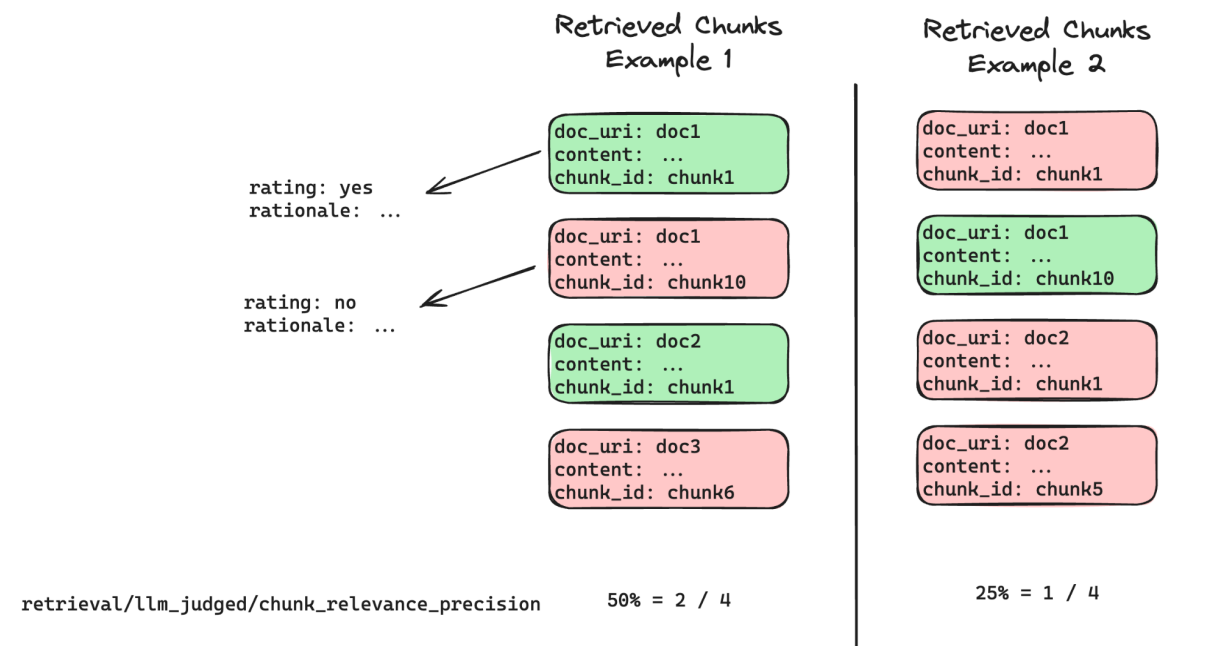 Retrieved Chunks
Example 1
doc_uri: doc1
content: ...
chunk_id: chunk1
rating: yes
rationale: ...
doc_uri: doc1
content: ...
chunk_id: chunk10
rating: no
rationale: ...
doc_uri: doc2
content: ...
chunk_id: chunk1
doc_uri: doc3
content: ...
chunk_id: chunk6
retrieval/llm_judged/chunk_relevance_precision
50% = 2 / 4
Retrieved Chunks
Example 2
doc_uri: doc1
content: ...
chunk_id: chunk1
doc_uri: doc1
content: ...
chunk_id: chunk10
doc_uri: doc2
content: ...
chunk_id: chunk1
doc_uri: doc2
content: ...
chunk_id: chunk5
25% = 1 / 4